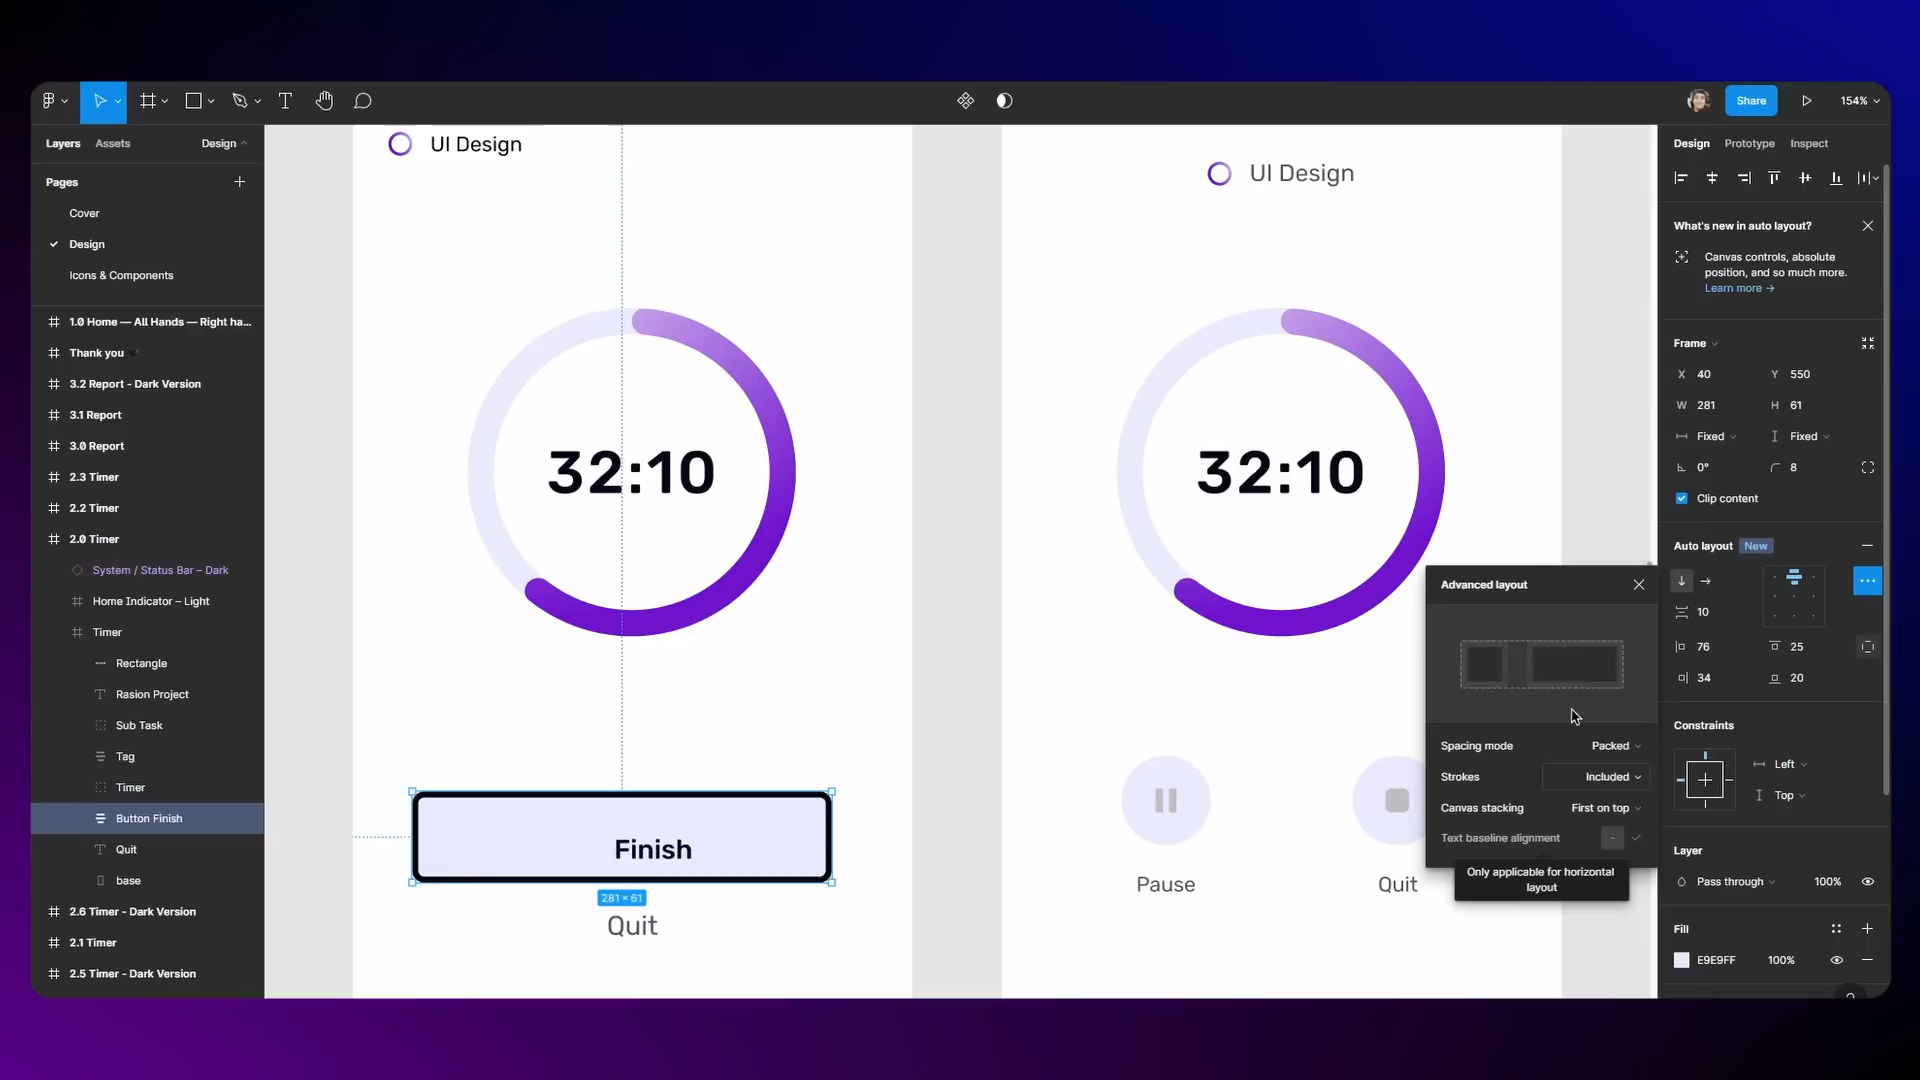 Share
154%
Layers
Assets
Design
Pages
Cover
Design
Icons & Components
1.0 Home — All Hands — Right ha...
Thank you
3.2 Report - Dark Version
3.1 Report
3.0 Report
2.3 Timer
2.2 Timer
2.0 Timer
System / Status Bar – Dark
Home Indicator – Light
Timer
Rectangle
Rasion Project
Sub Task
Tag
Timer
Button Finish
Quit
base
2.6 Timer - Dark Version
2.1 Timer
2.5 Timer - Dark Version
UI Design
32:10
Finish
281 × 61
Quit
UI Design
32:10
Pause
Quit
Advanced layout
Spacing mode
Packed
Strokes
Included
Canvas stacking
First on top
Text baseline alignment
Only applicable for horizontal
layout
Design
Prototype
Inspect
What's new in auto layout?
Canvas controls, absolute
position, and so much more.
Learn more →
Frame
X 40
Y 550
W 281
H 61
Fixed
Fixed
0°
8
Clip content
Auto layout
New
10
76
25
34
20
Constraints
Left
Top
Layer
Pass through
100%
Fill
E9E9FF
100%